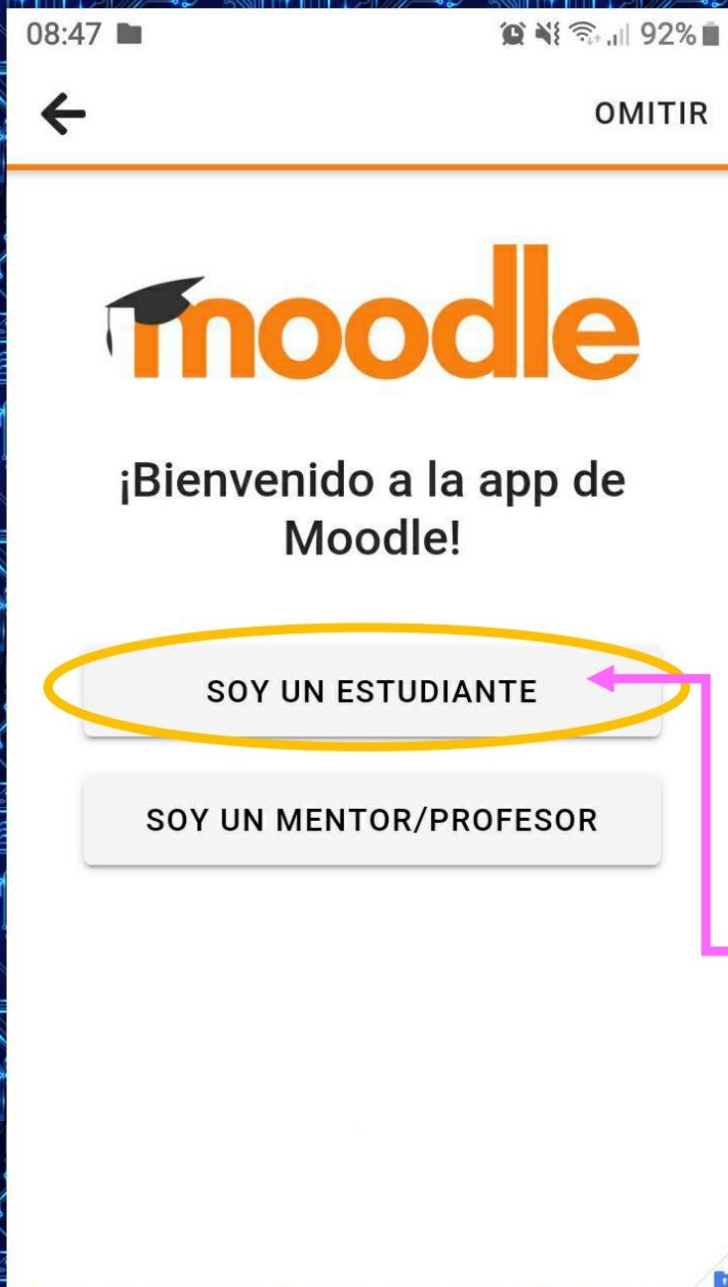 08:47 92%
OMITIR
moodle
¡Bienvenido a la app de
Moodle!
SOY UN ESTUDIANTE
SOY UN MENTOR/PROFESOR